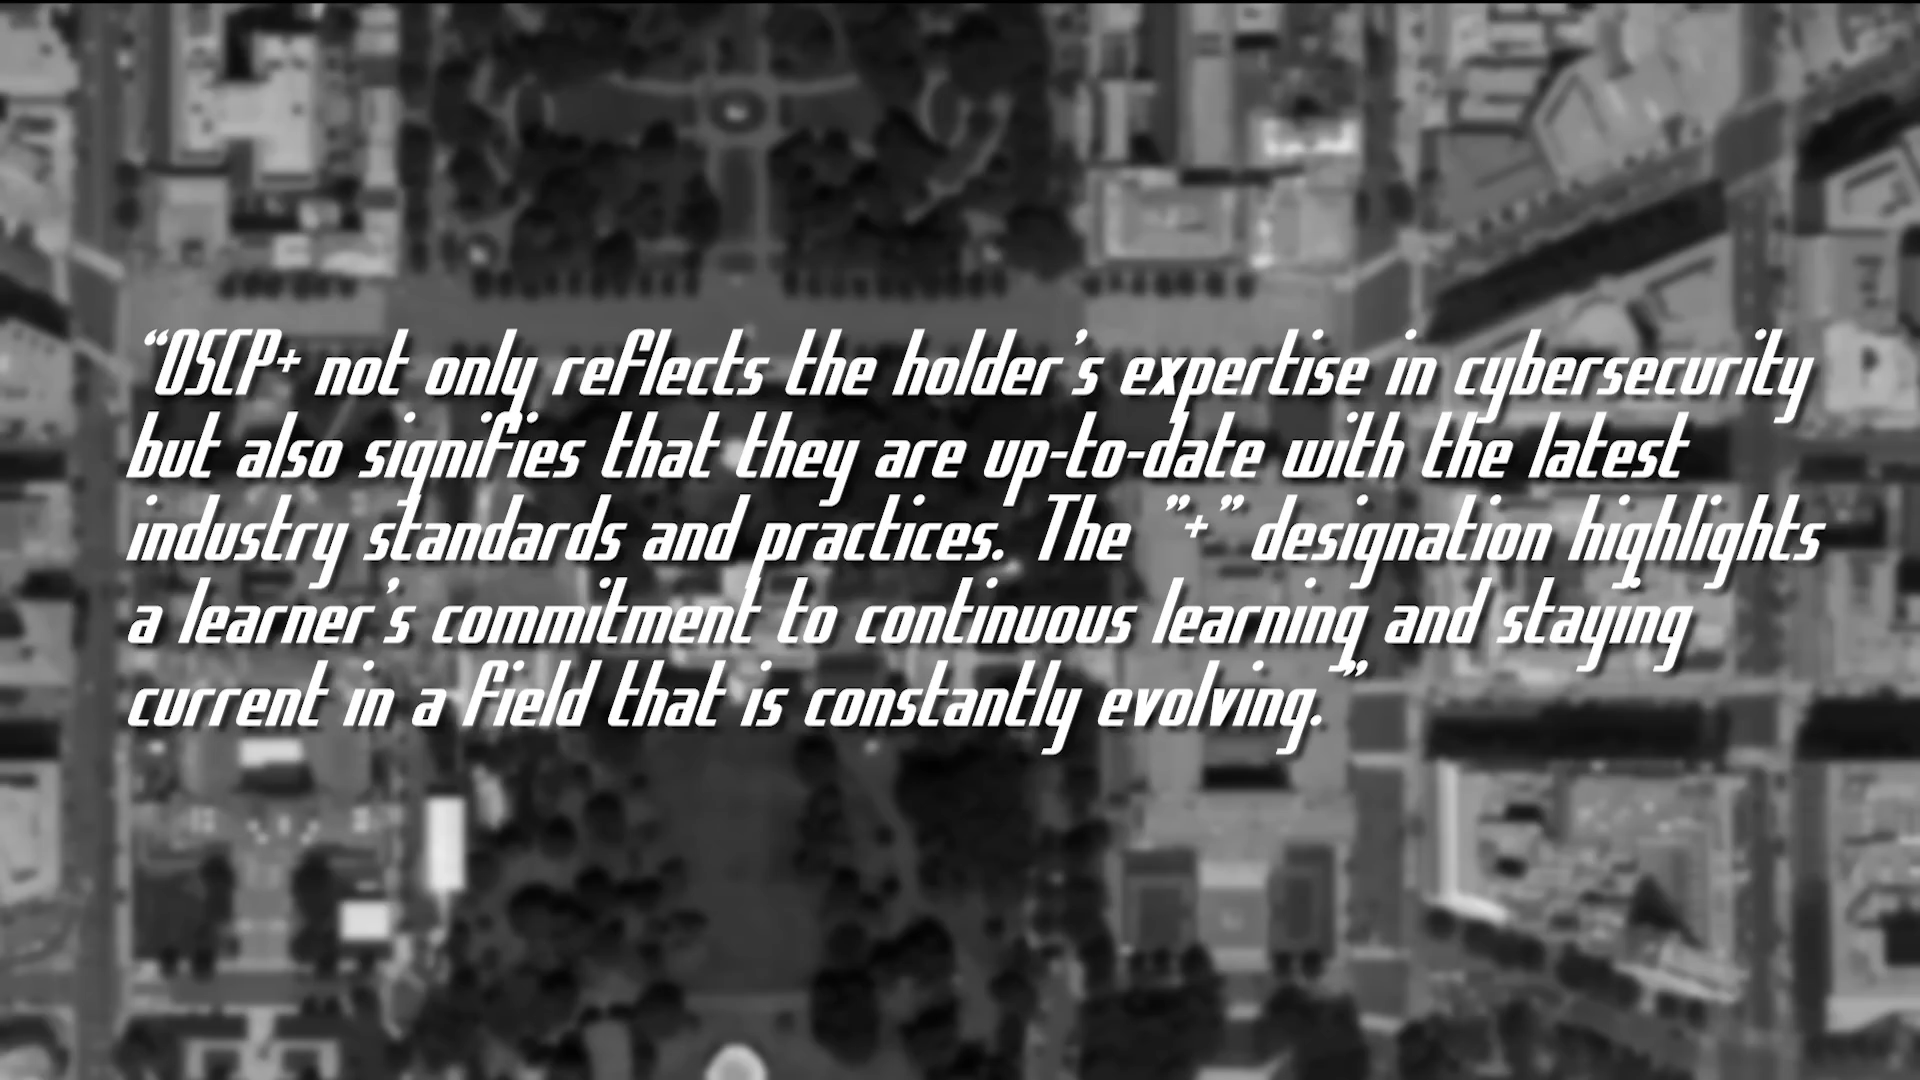 “OSCP+ not only reflects the holder’s expertise in cybersecurity
but also signifies that they are up-to-date with the latest
industry standards and practices. The ”+” designation highlights
a learner’s commitment to continuous learning and staying
current in a field that is constantly evolving.”